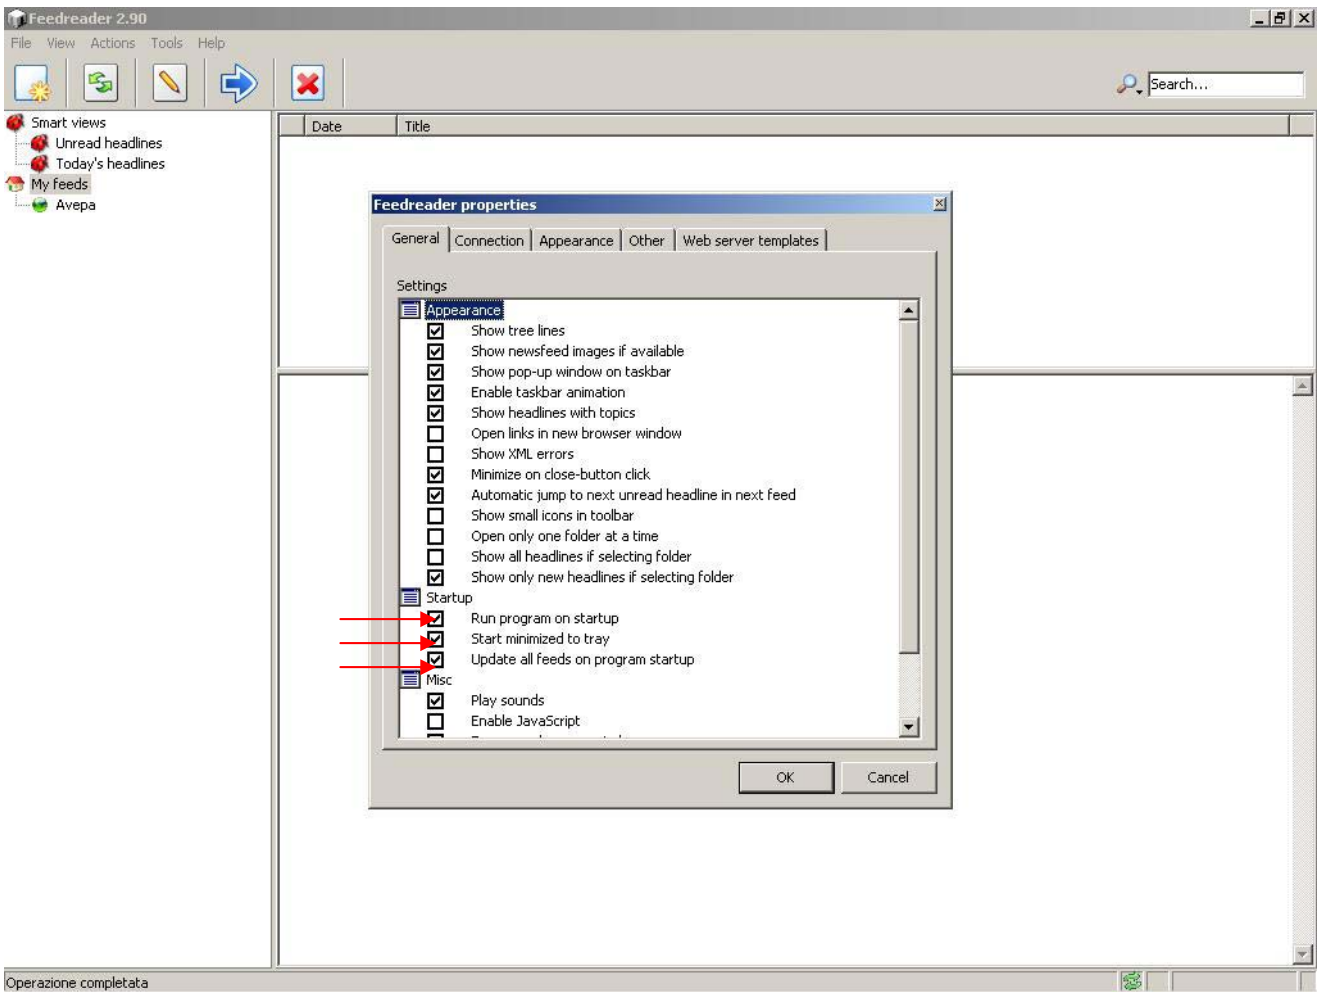 Feedreader 2.90
File View Actions Tools Help
Search...
Smart views
Unread headlines
Today's headlines
My feeds
Avepa
Date Title
Feedreader properties
General Connection Appearance Other Web server templates
Settings
Appearance
Show tree lines
Show newsfeed images if available
Show pop-up window on taskbar
Enable taskbar animation
Show headlines with topics
Open links in new browser window
Show XML errors
Minimize on close-button click
Automatic jump to next unread headline in next feed
Show small icons in toolbar
Open only one folder at a time
Show all headlines if selecting folder
Show only new headlines if selecting folder
Startup
Run program on startup
Start minimized to tray
Update all feeds on program startup
Misc
Play sounds
Enable JavaScript
OK Cancel
Operazione completata